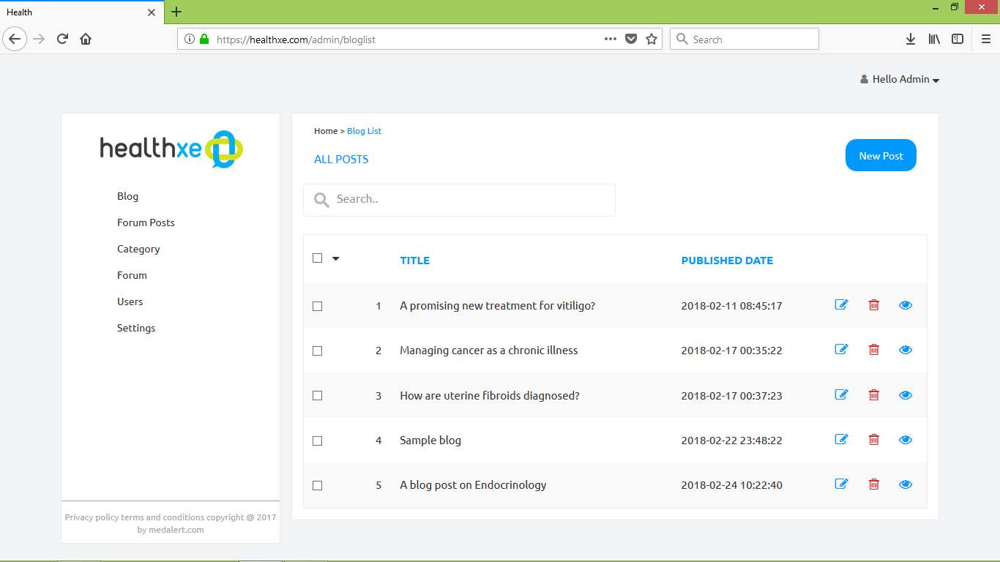 Health
https://healthxe.com/admin/bloglist
Search
Hello Admin
healthxe
Blog
Forum Posts
Category
Forum
Users
Settings
Privacy policy terms and conditions copyright @ 2017
by medalert.com
Home > Blog List
ALL POSTS
New Post
Search..
TITLE PUBLISHED DATE
1 A promising new treatment for vitiligo? 2018-02-11 08:45:17
2 Managing cancer as a chronic illness 2018-02-17 00:35:22
3 How are uterine fibroids diagnosed? 2018-02-17 00:37:23
4 Sample blog 2018-02-22 23:48:22
5 A blog post on Endocrinology 2018-02-24 10:22:40